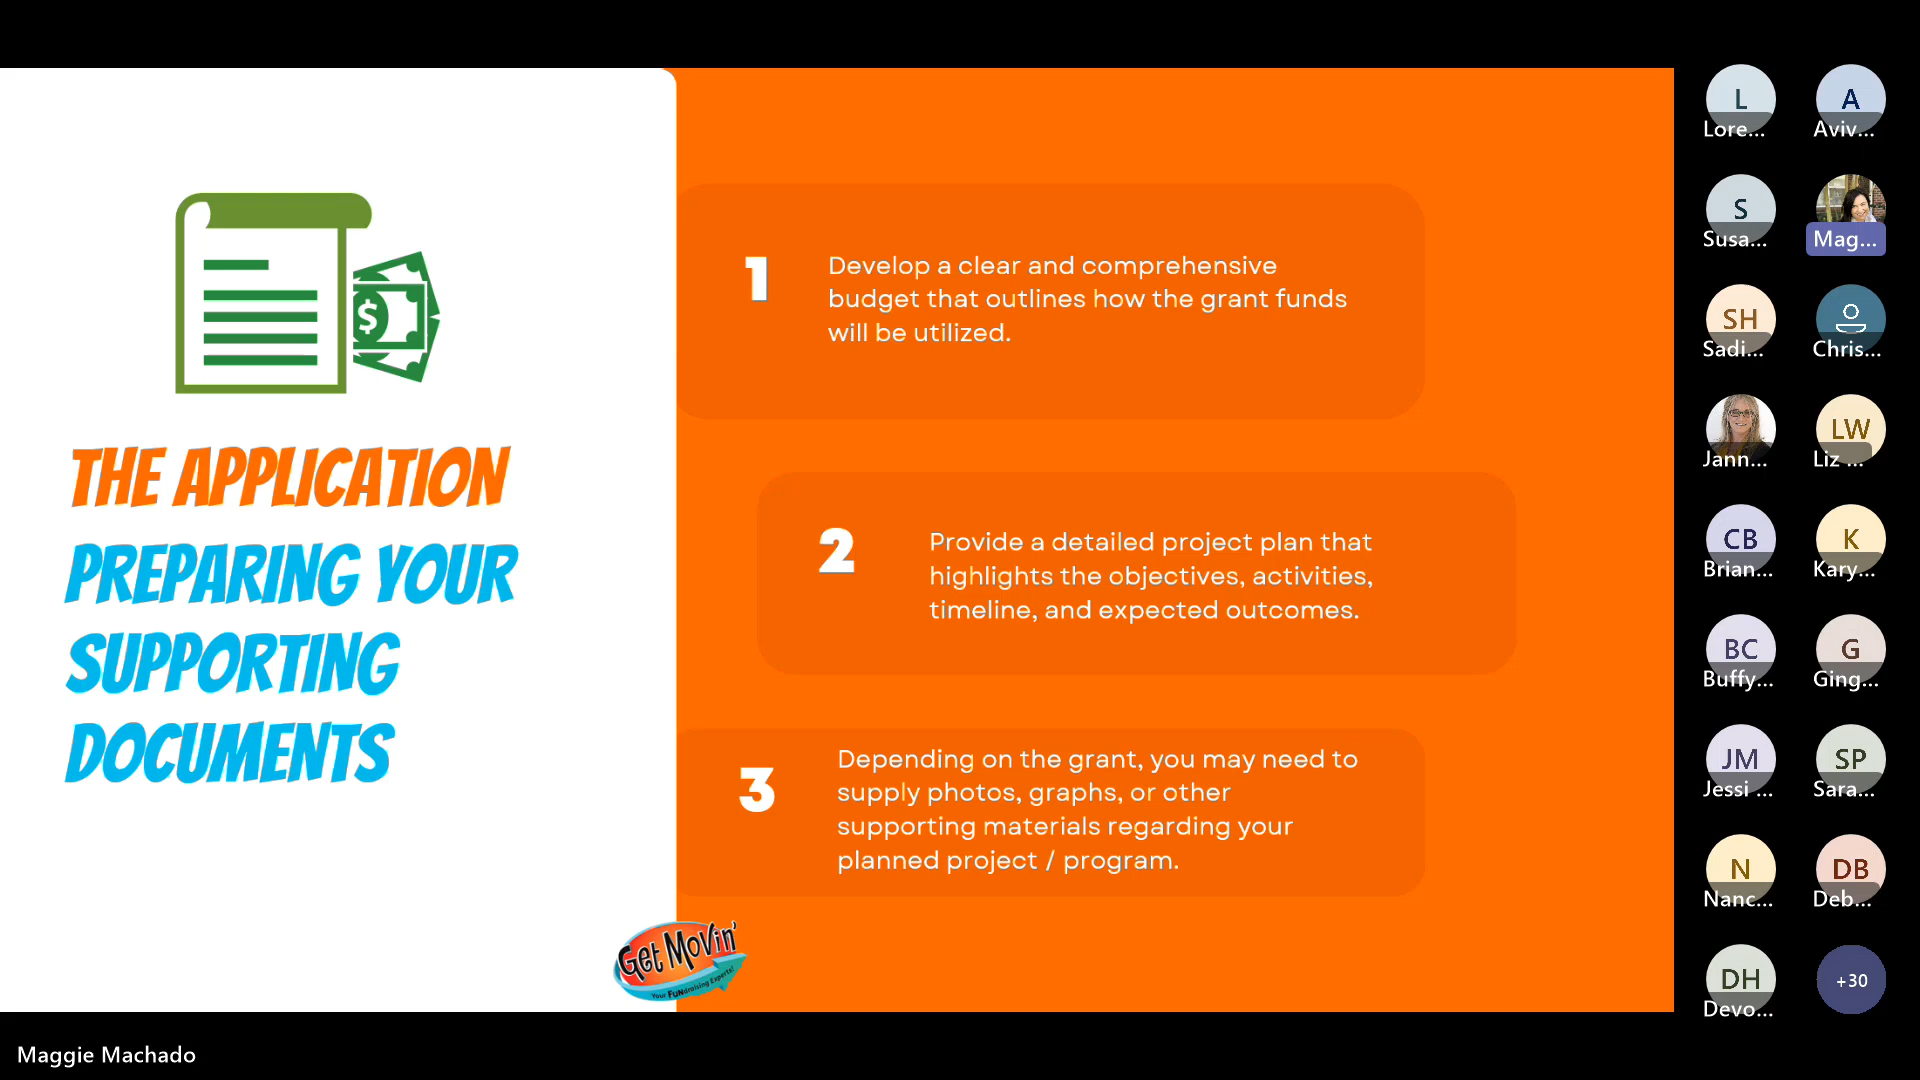 THE APPLICATION
PREPARING YOUR
SUPPORTING
DOCUMENTS
$
1
Develop a clear and comprehensive
budget that outlines how the grant funds
will be utilized.
2
Provide a detailed project plan that
highlights the objectives, activities,
timeline, and expected outcomes.
3
Depending on the grant, you may need to
supply photos, graphs, or other
supporting materials regarding your
planned project / program.
Get Movin'
Your FUNdraising Experts!
L
Lore...
A
Aviv...
S
Susa...
Mag...
SH
Sadi...
Chris...
Jann...
LW
Liz ...
CB
Brian...
K
Kary...
BC
Buffy...
G
Ging...
JM
Jessi ...
SP
Sara...
N
Nanc...
DB
Deb...
DH
Devo...
+30
Maggie Machado